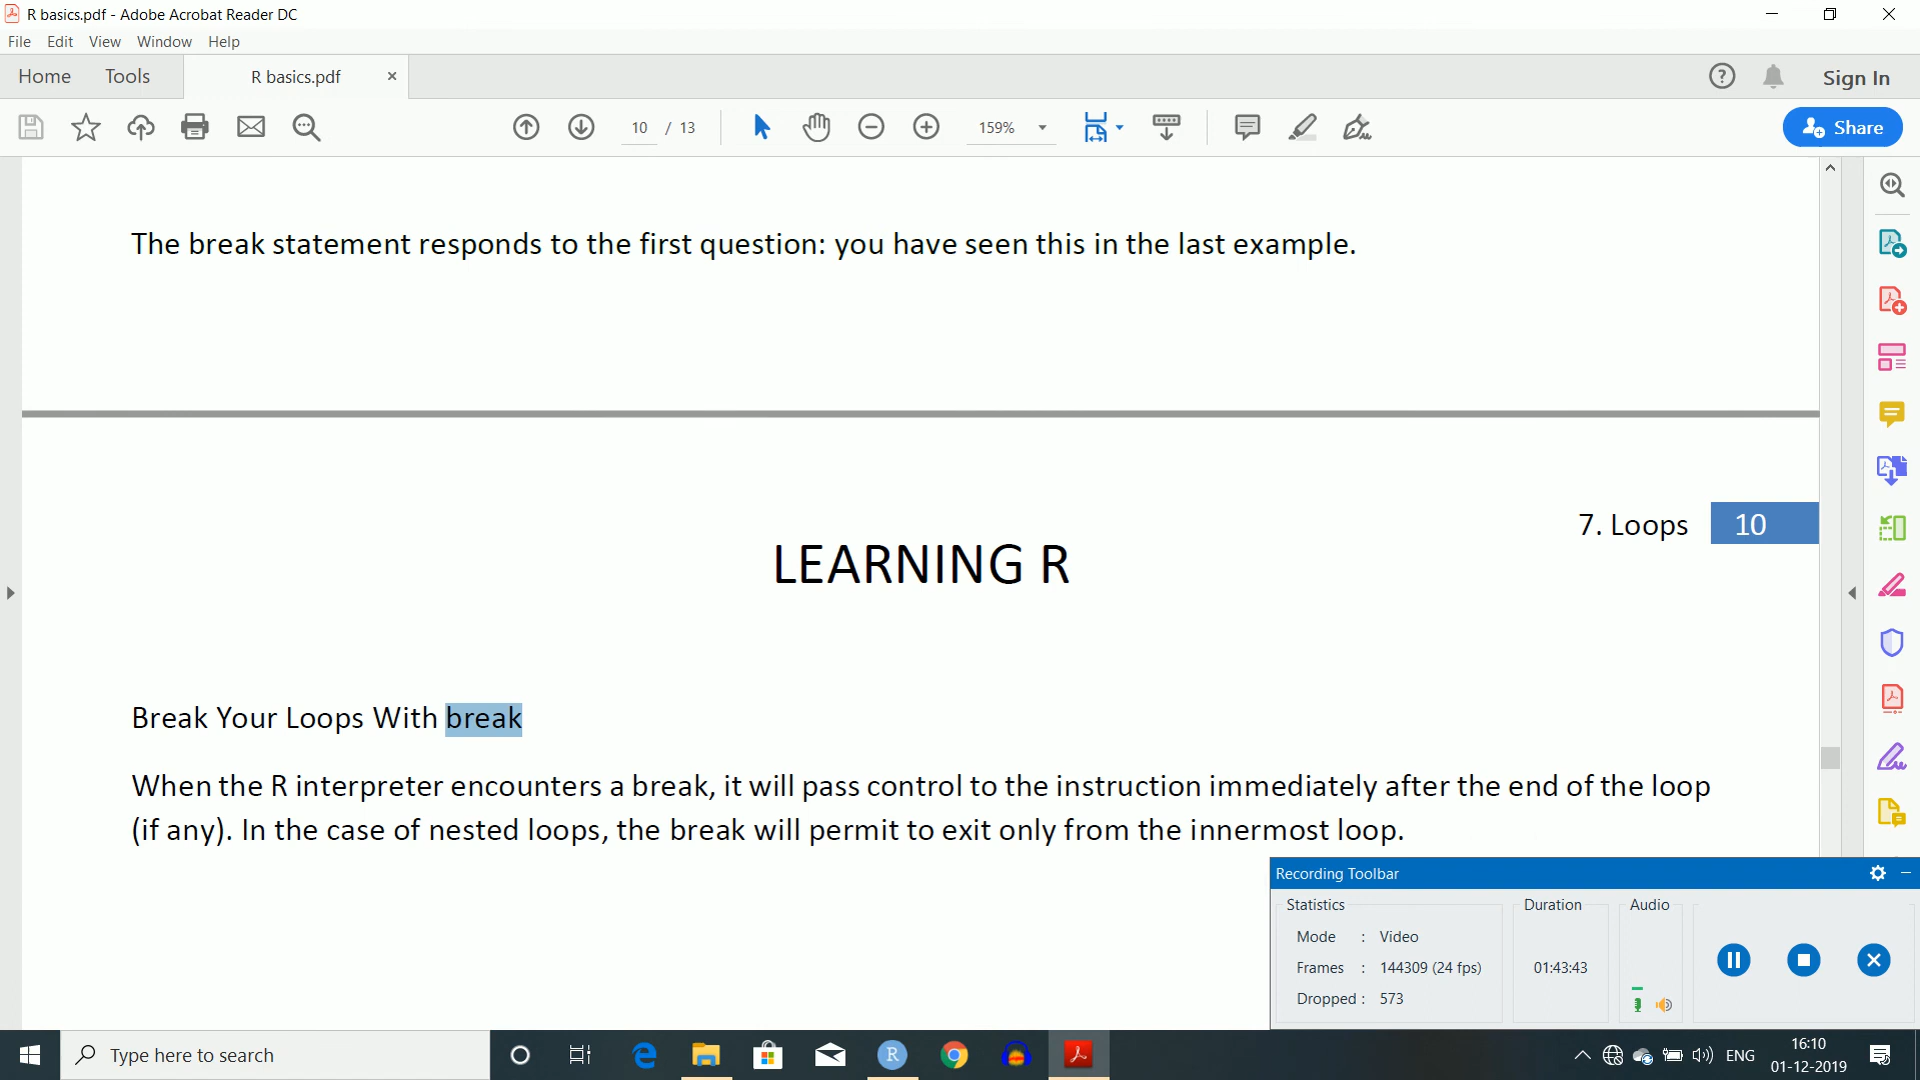 R basics.pdf - Adobe Acrobat Reader DC
File Edit View Window Help
Home Tools R basics.pdf Sign In
10 / 13 159% Share
The break statement responds to the first question: you have seen this in the last example.
7. Loops 10
LEARNING R
Break Your Loops With break
When the R interpreter encounters a break, it will pass control to the instruction immediately after the end of the loop
(if any). In the case of nested loops, the break will permit to exit only from the innermost loop.
Recording Toolbar
Statistics Duration Audio
Mode : Video
Frames : 144309 (24 fps) 01:43:43
Dropped : 573
Type here to search
ENG
16:10
01-12-2019